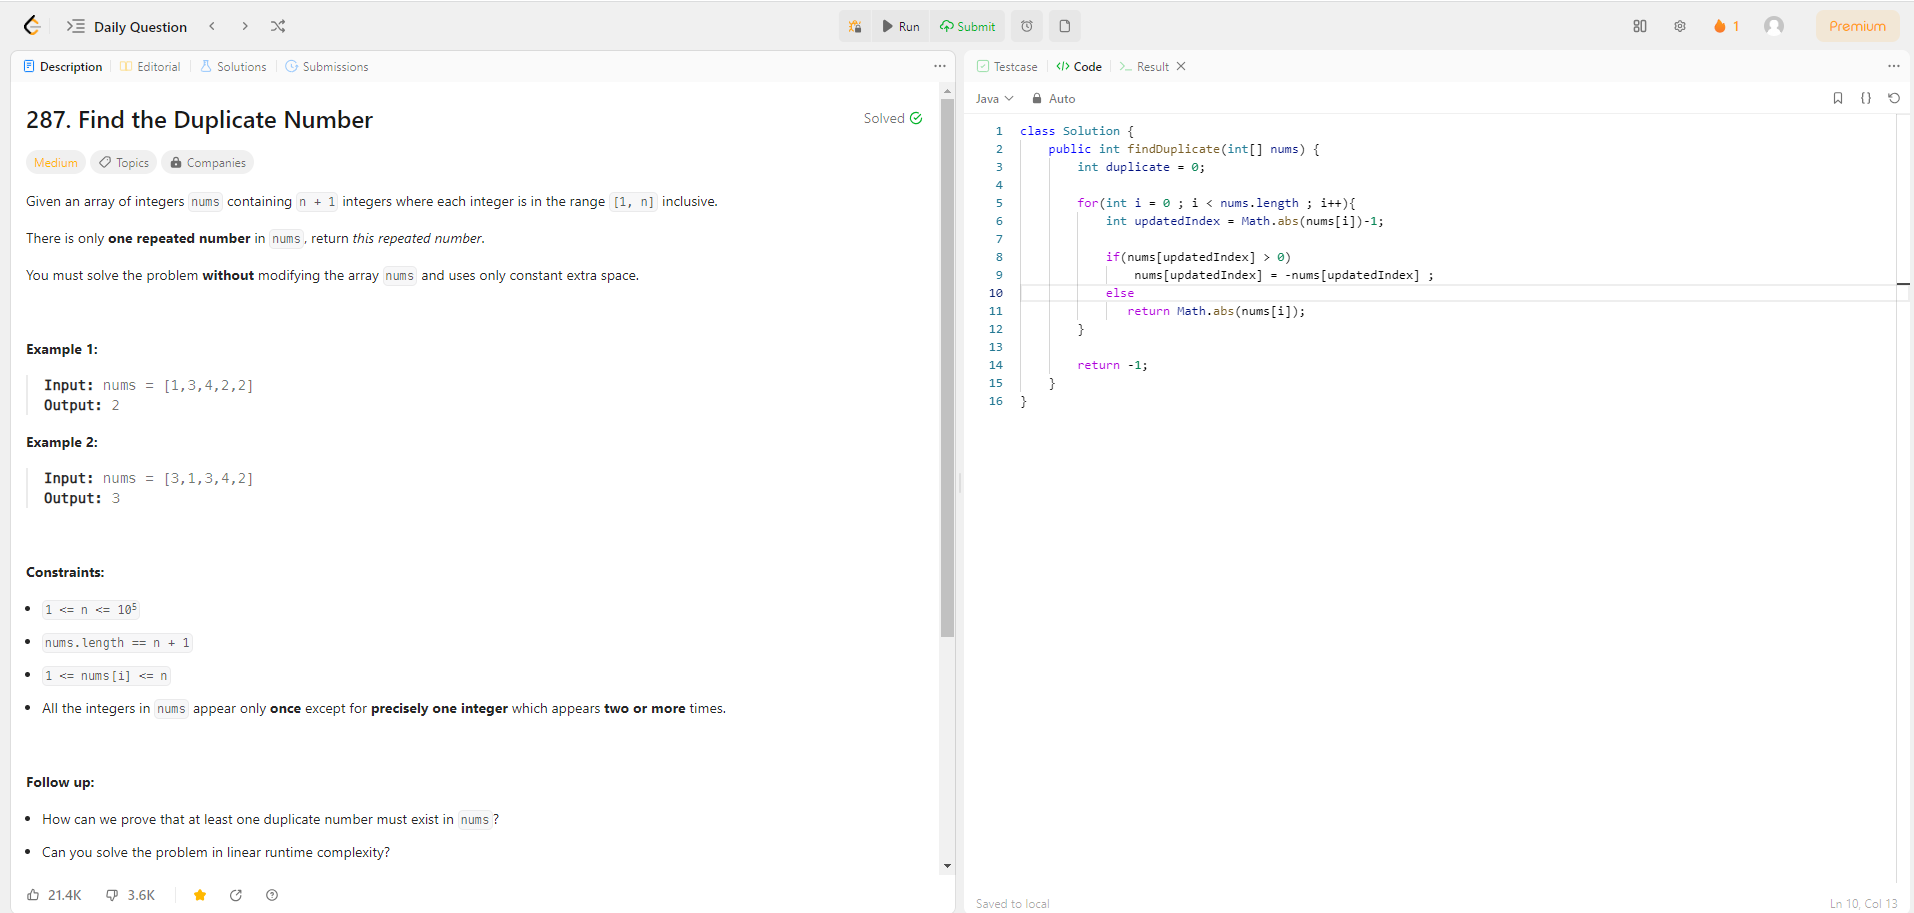 Daily Question
Run
Submit
1
Premium
Description
Editorial
Solutions
Submissions
287. Find the Duplicate Number
Solved
Medium
Topics
Companies
Given an array of integers nums containing n + 1 integers where each integer is in the range [1, n] inclusive.
There is only one repeated number in nums, return this repeated number.
You must solve the problem without modifying the array nums and uses only constant extra space.
Example 1:
Input: nums = [1,3,4,2,2]
Output: 2
Example 2:
Input: nums = [3,1,3,4,2]
Output: 3
Constraints:
1 <= n <= 10⁵
nums.length == n + 1
1 <= nums[i] <= n
All the integers in nums appear only once except for precisely one integer which appears two or more times.
Follow up:
How can we prove that at least one duplicate number must exist in nums?
Can you solve the problem in linear runtime complexity?
21.4K
3.6K
Testcase
Code
Result
Java
Auto
1 class Solution {
2     public int findDuplicate(int[] nums) {
3         int duplicate = 0;
4
5         for(int i = 0 ; i < nums.length ; i++){
6             int updatedIndex = Math.abs(nums[i])-1;
7
8             if(nums[updatedIndex] > 0)
9                 nums[updatedIndex] = -nums[updatedIndex] ;
10             else
11                return Math.abs(nums[i]);
12         }
13
14         return -1;
15     }
16 }
Saved to local
Ln 10, Col 13